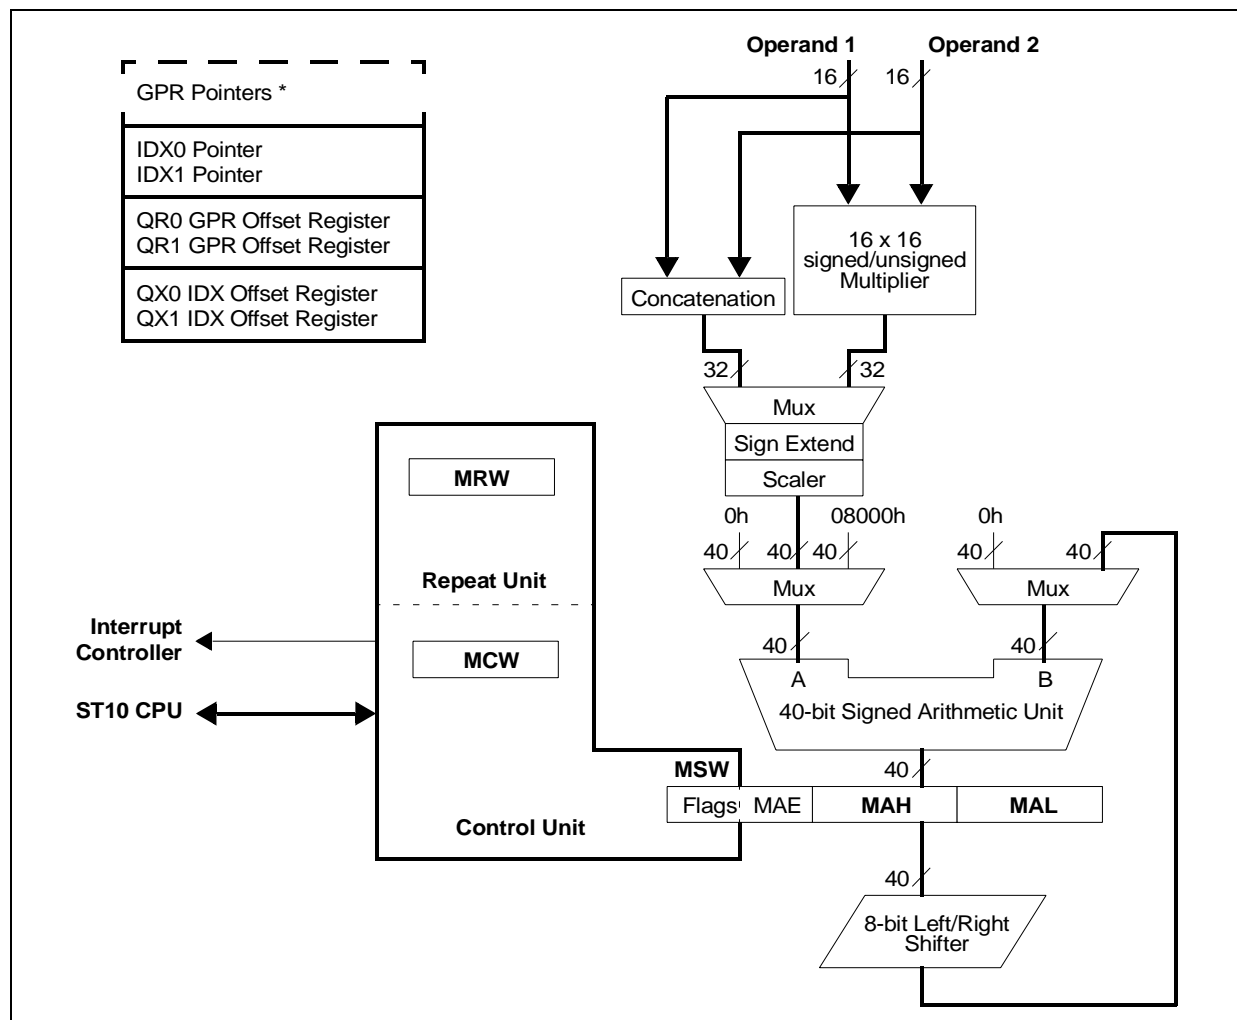 Operand 1
Operand 2
16
16
GPR Pointers *
IDX0 Pointer
IDX1 Pointer
QR0 GPR Offset Register
QR1 GPR Offset Register
QX0 IDX Offset Register
QX1 IDX Offset Register
16 x 16
signed/unsigned
Multiplier
Concatenation
32
32
Mux
Sign Extend
Scaler
MRW
0h
08000h
0h
40
40
40
40
40
Repeat Unit
Mux
Mux
Interrupt
Controller
MCW
40
40
A
B
ST10 CPU
40-bit Signed Arithmetic Unit
MSW
40
Flags
MAE
MAH
MAL
Control Unit
40
8-bit Left/Right
Shifter